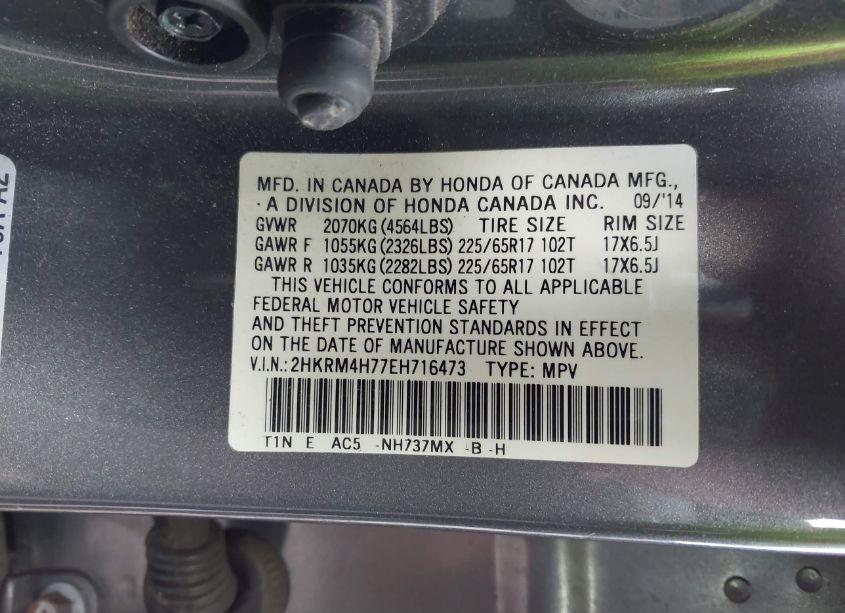 MFD. IN CANADA BY HONDA OF CANADA MFG.,
A DIVISION OF HONDA CANADA INC. 09/'14
GVWR 2070KG (4564LBS) TIRE SIZE RIM SIZE
GAWR F 1055KG (2326LBS) 225/65R17 102T 17X6.5J
GAWR R 1035KG (2282LBS) 225/65R17 102T 17X6.5J
THIS VEHICLE CONFORMS TO ALL APPLICABLE
FEDERAL MOTOR VEHICLE SAFETY
AND THEFT PREVENTION STANDARDS IN EFFECT
ON THE DATE OF MANUFACTURE SHOWN ABOVE.
V.I.N.: 2HKRM4H77EH716473 TYPE: MPV
T1N E AC5 -NH737MX -B -H